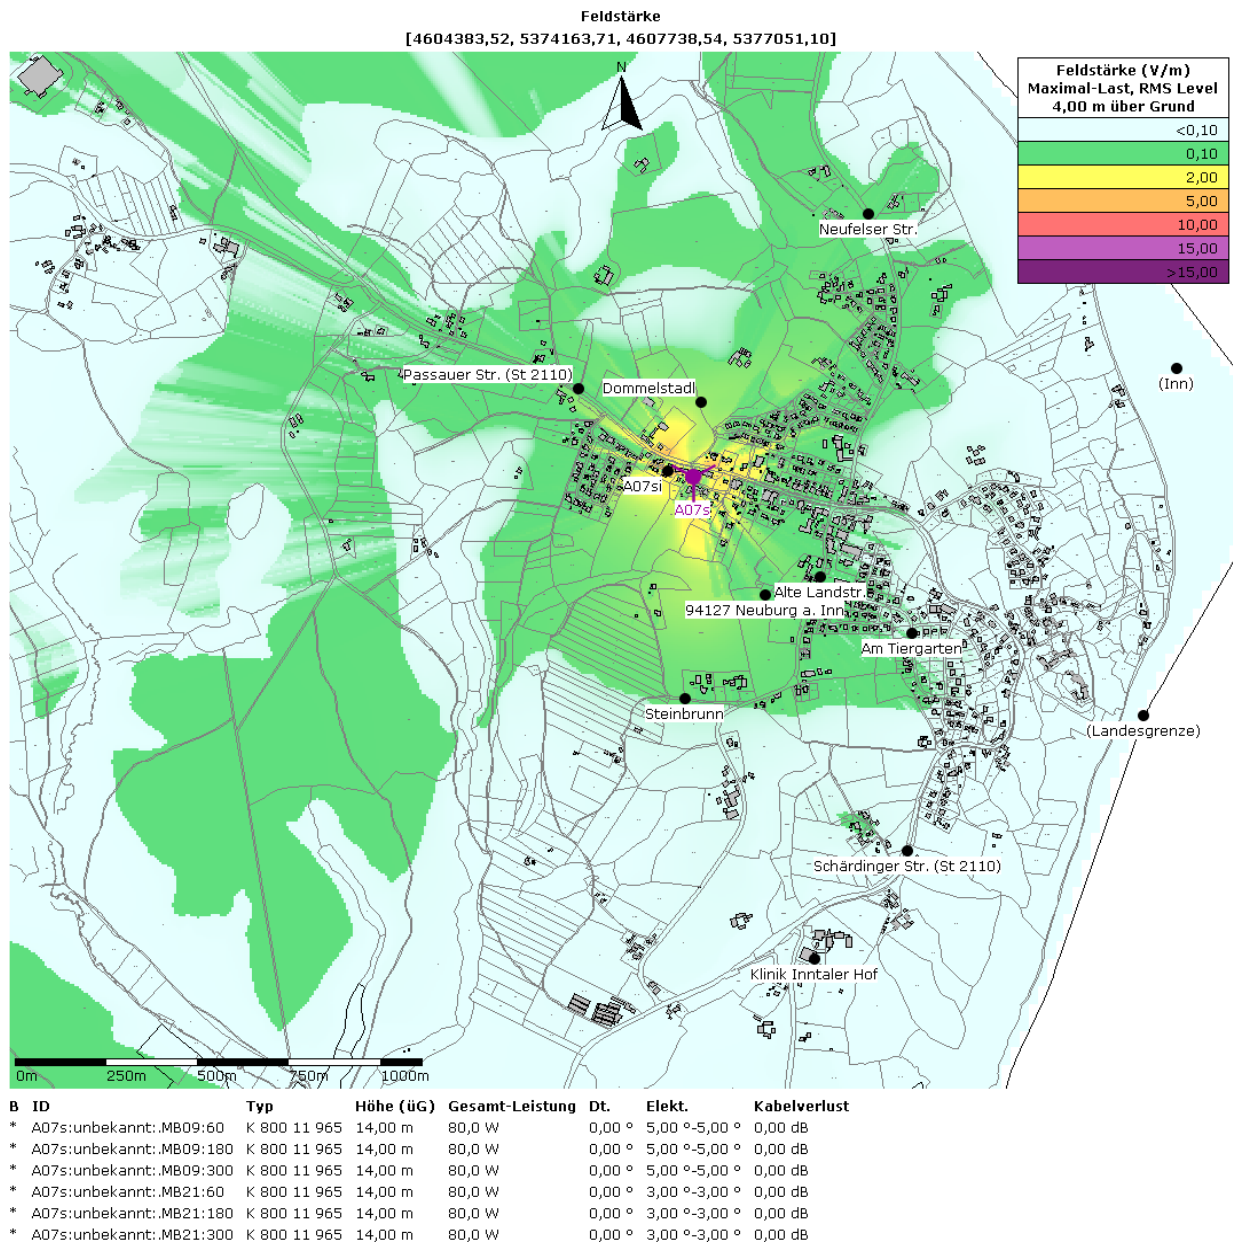 Feldstärke
[4604383,52, 5374163,71, 4607738,54, 5377051,10]
N
Feldstärke (V/m)
Maximal-Last, RMS Level
4,00 m über Grund
<0,10
0,10
2,00
5,00
10,00
15,00
>15,00
Neufelser Str.
(Inn)
Passauer Str. (St 2110)
Dommelstadl
A07si
A07s
Alte Landstr.
94127 Neuburg a. Inn
Am Tiergarten
Steinbrunn
(Landesgrenze)
Schärdinger Str. (St 2110)
Klinik Inntaler Hof
0m 250m 500m 750m 1000m
B ID Typ Höhe (üG) Gesamt-Leistung Dt. Elekt. Kabelverlust
* A07s:unbekannt:.MB09:60 K 800 11 965 14,00 m 80,0 W 0,00 ° 5,00 °-5,00 ° 0,00 dB
* A07s:unbekannt:.MB09:180 K 800 11 965 14,00 m 80,0 W 0,00 ° 5,00 °-5,00 ° 0,00 dB
* A07s:unbekannt:.MB09:300 K 800 11 965 14,00 m 80,0 W 0,00 ° 5,00 °-5,00 ° 0,00 dB
* A07s:unbekannt:.MB21:60 K 800 11 965 14,00 m 80,0 W 0,00 ° 3,00 °-3,00 ° 0,00 dB
* A07s:unbekannt:.MB21:180 K 800 11 965 14,00 m 80,0 W 0,00 ° 3,00 °-3,00 ° 0,00 dB
* A07s:unbekannt:.MB21:300 K 800 11 965 14,00 m 80,0 W 0,00 ° 3,00 °-3,00 ° 0,00 dB